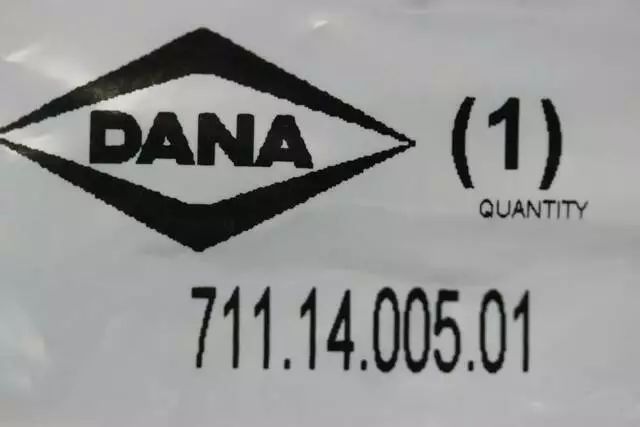 DANA
(1)
QUANTITY
711.14.005.01